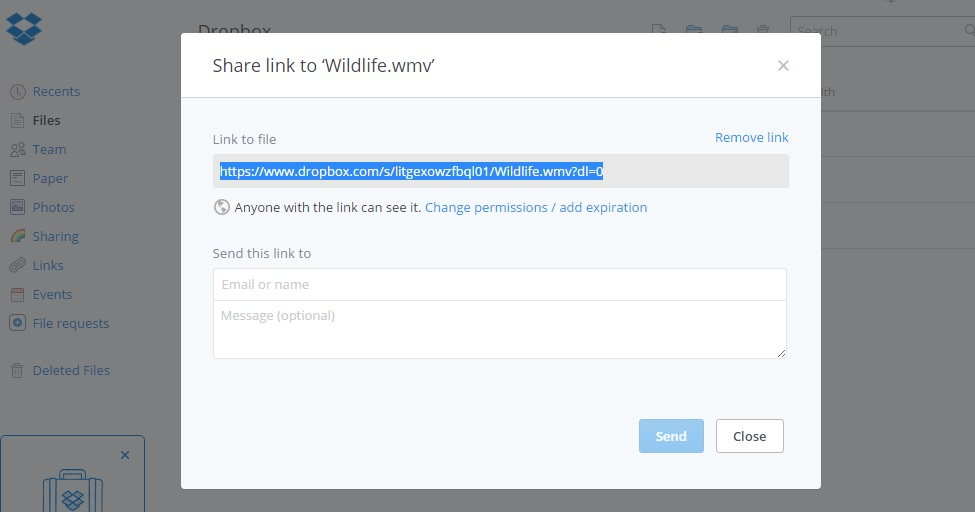 Dropbox
Search
Recents
Files
Team
Paper
Photos
Sharing
Links
Events
File requests
Deleted Files
Share link to ‘Wildlife.wmv’
Link to file
Remove link
https://www.dropbox.com/s/litgexowzfbql01/Wildlife.wmv?dl=0
Anyone with the link can see it. Change permissions / add expiration
Send this link to
Email or name
Message (optional)
Send
Close